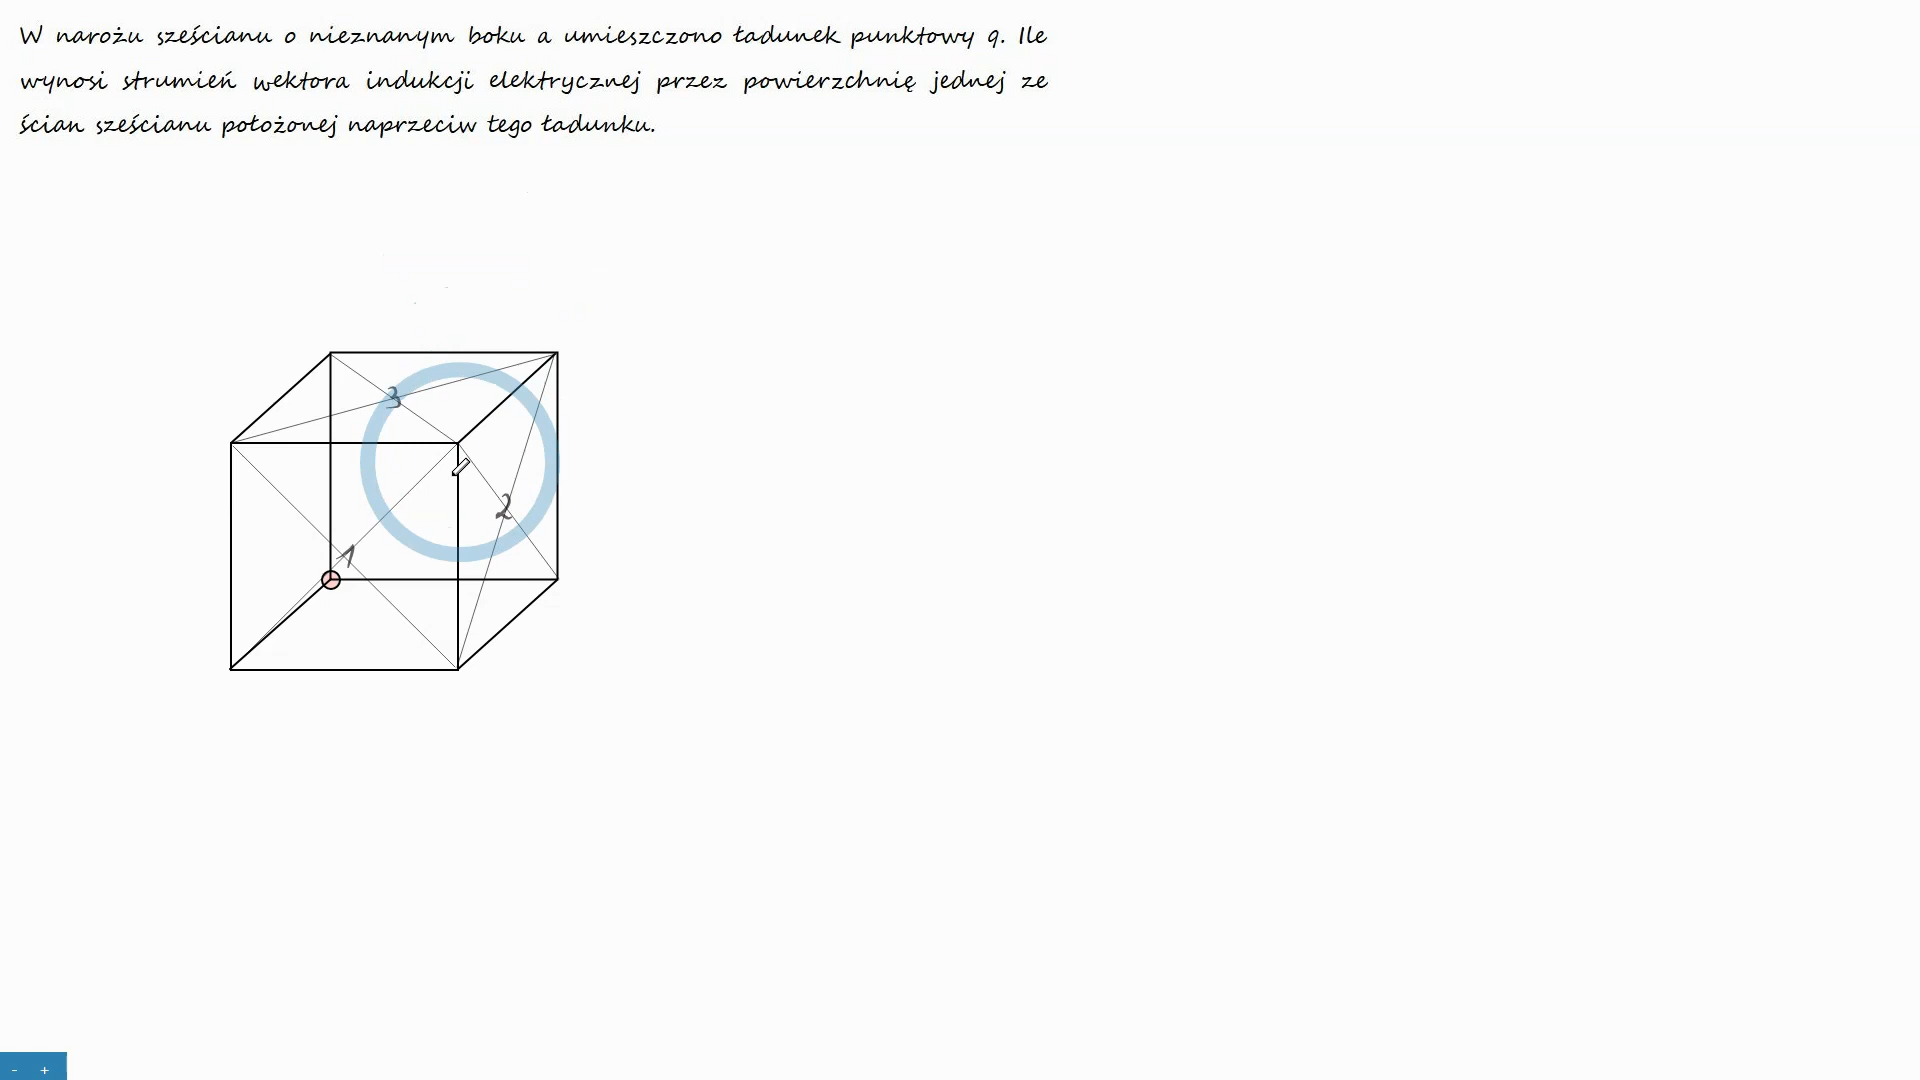 W narożu sześcianu o nieznanym boku a umieszczono ładunek punktowy q. Ile
wynosi strumień wektora indukcji elektrycznej przez powierzchnię jednej ze
ścian sześcianu położonej naprzeciw tego ładunku.
3
2
1
- +